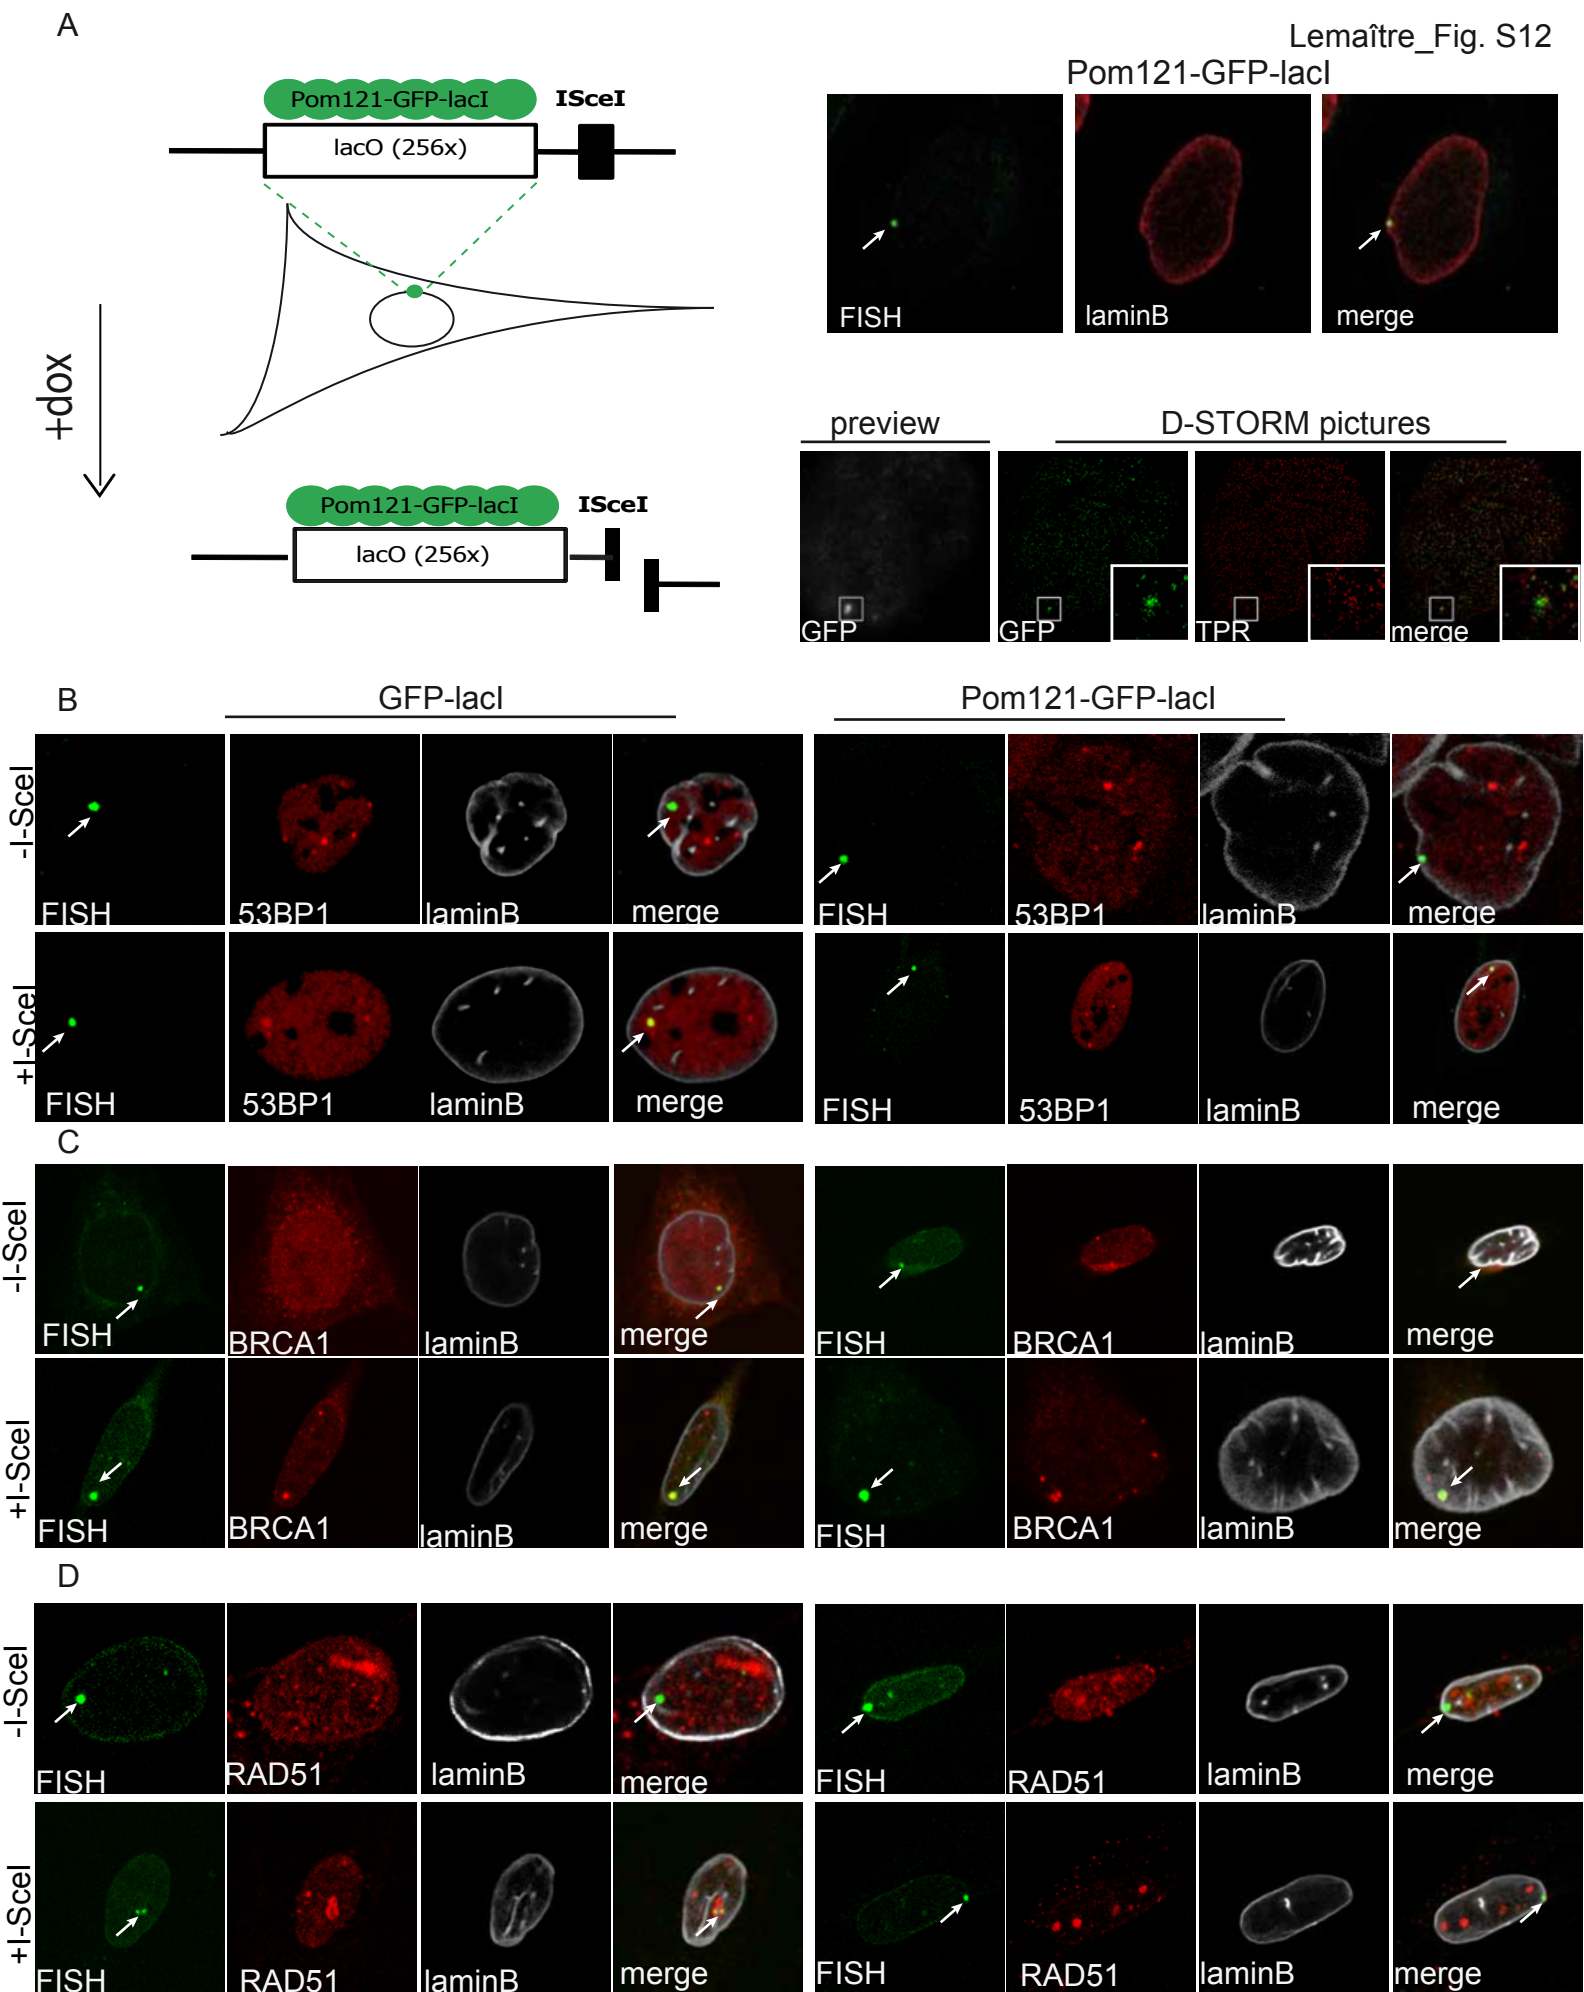 A
Lemaître_Fig. S12
Pom121-GFP-lacI
Pom121-GFP-lacI ISceI
lacO (256x)
FISH laminB merge
+dox
preview D-STORM pictures
Pom121-GFP-lacI ISceI
lacO (256x)
GFP GFP TPR merge
B GFP-lacI Pom121-GFP-lacI
-I-SceI
FISH 53BP1 laminB merge FISH 53BP1 laminB merge
+I-SceI
FISH 53BP1 laminB merge FISH 53BP1 laminB merge
C
-I-SceI
FISH BRCA1 laminB merge FISH BRCA1 laminB merge
+I-SceI
FISH BRCA1 laminB merge FISH BRCA1 laminB merge
D
-I-SceI
FISH RAD51 laminB merge FISH RAD51 laminB merge
+I-SceI
FISH RAD51 laminB merge FISH RAD51 laminB merge